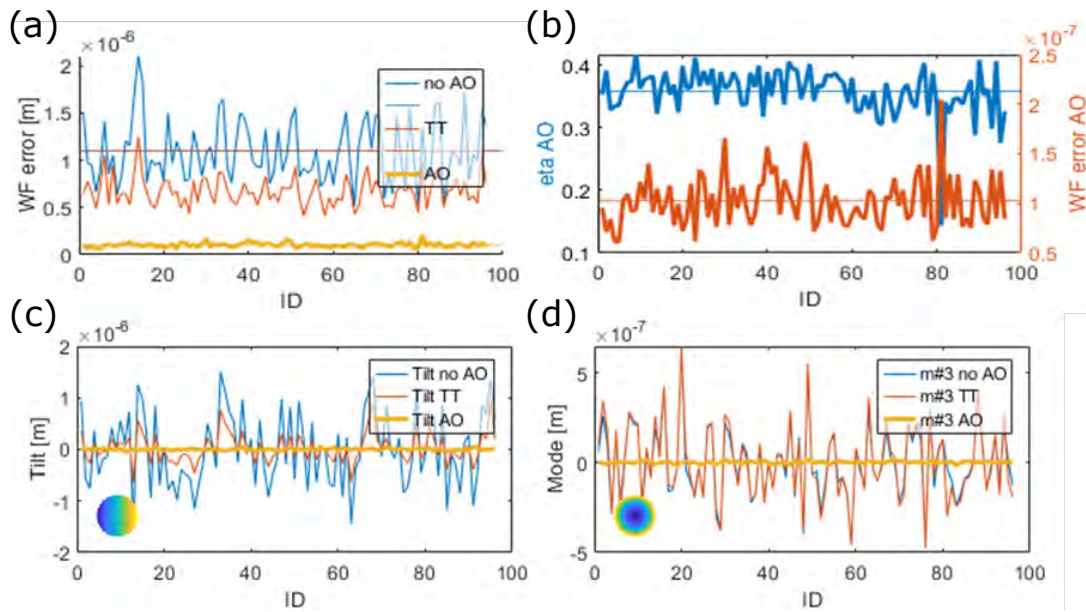 (a)
×10⁻⁶
2
1.5
1
0.5
0
WF error [m]
no AO
TT
AO
0 20 40 60 80 100
ID
(b)
×10⁻⁷
0.4
0.3
0.2
0.1
eta AO
2.5
2
1.5
1
0.5
WF error AO
0 20 40 60 80 100
ID
(c)
×10⁻⁶
2
1
0
-1
-2
Tilt [m]
Tilt no AO
Tilt TT
Tilt AO
0 20 40 60 80 100
ID
(d)
×10⁻⁷
5
0
-5
Mode [m]
m#3 no AO
m#3 TT
m#3 AO
0 20 40 60 80 100
ID